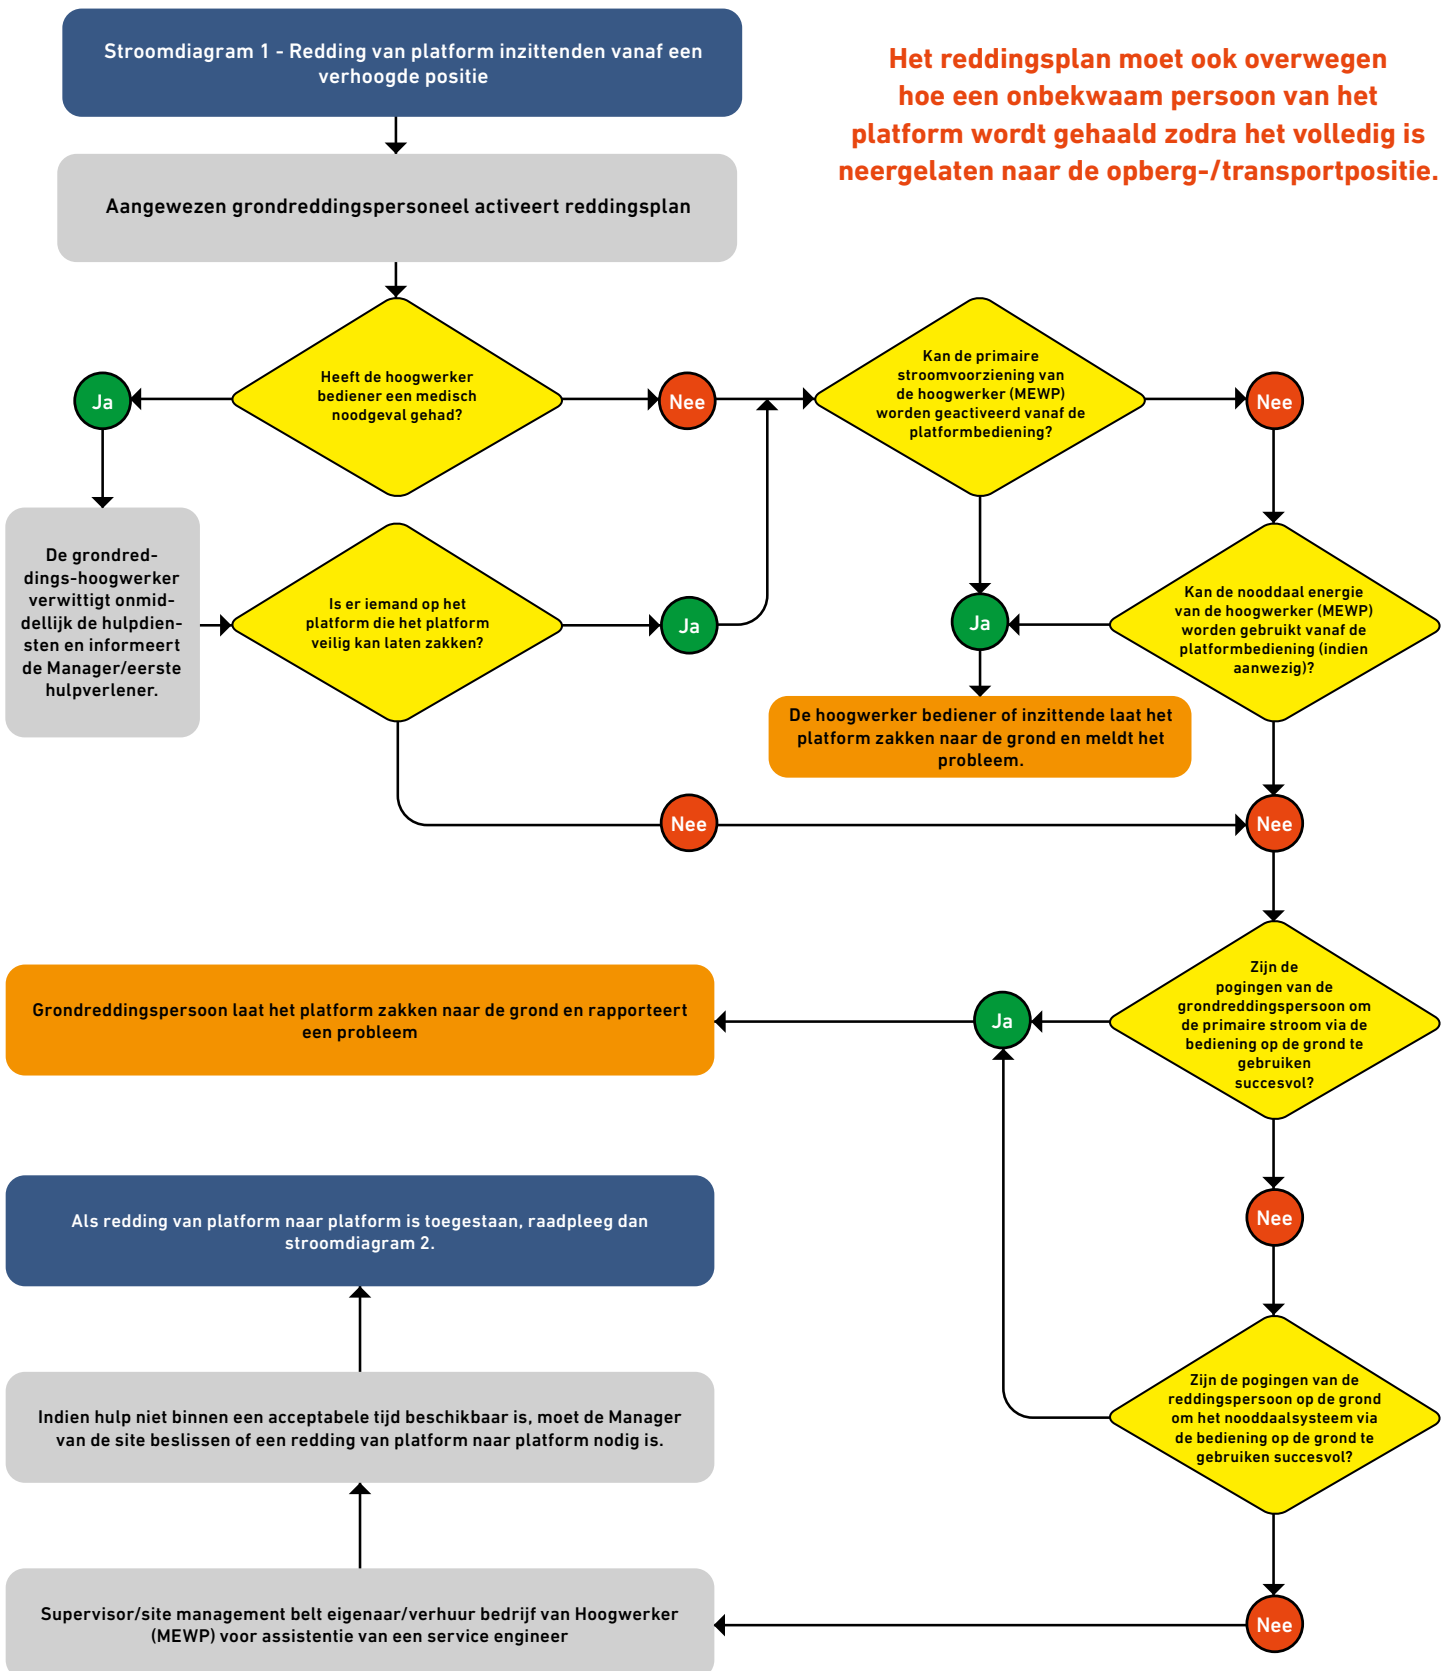 Stroomdiagram 1 - Redding van platform inzittenden vanaf een
verhoogde positie
Het reddingsplan moet ook overwegen
hoe een onbekwaam persoon van het
platform wordt gehaald zodra het volledig is
neergelaten naar de opberg-/transportpositie.
Aangewezen grondreddingspersoneel activeert reddingsplan
Heeft de hoogwerker
bediener een medisch
noodgeval gehad?
Ja
Nee
Kan de primaire
stroomvoorziening van
de hoogwerker (MEWP)
worden geactiveerd vanaf de
platformbediening?
Nee
De grondred-
dings-hoogwerker
verwittigt onmid-
dellijk de hulpdien-
sten en informeert
de Manager/eerste
hulpverlener.
Is er iemand op het
platform die het platform
veilig kan laten zakken?
Ja
Ja
Kan de nooddaal energie
van de hoogwerker (MEWP)
worden gebruikt vanaf de
platformbediening (indien
aanwezig)?
De hoogwerker bediener of inzittende laat het
platform zakken naar de grond en meldt het
probleem.
Nee
Nee
Zijn de
pogingen van de
grondreddingspersoon om
de primaire stroom via de
bediening op de grond te
gebruiken
succesvol?
Ja
Grondreddingspersoon laat het platform zakken naar de grond en rapporteert
een probleem
Nee
Als redding van platform naar platform is toegestaan, raadpleeg dan
stroomdiagram 2.
Zijn de pogingen van de
reddingspersoon op de grond
om het nooddaalsysteem via
de bediening op de grond te
gebruiken succesvol?
Indien hulp niet binnen een acceptabele tijd beschikbaar is, moet de Manager
van de site beslissen of een redding van platform naar platform nodig is.
Nee
Supervisor/site management belt eigenaar/verhuur bedrijf van Hoogwerker
(MEWP) voor assistentie van een service engineer